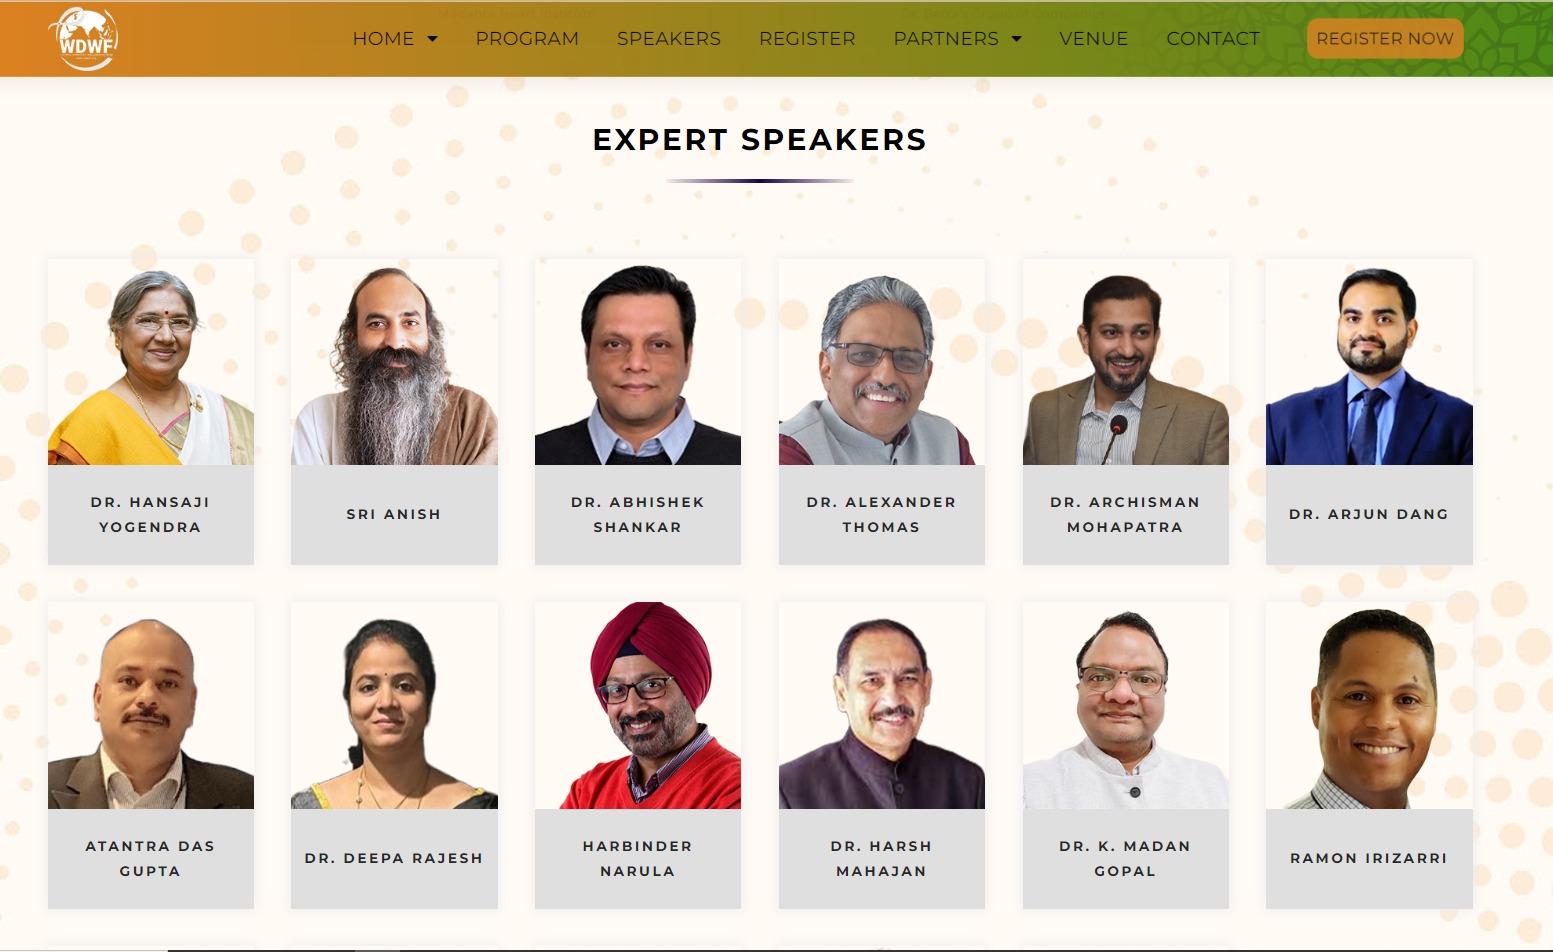 WDWF
HOME
PROGRAM
SPEAKERS
REGISTER
PARTNERS
VENUE
CONTACT
REGISTER NOW
EXPERT SPEAKERS
DR. HANSAJI
YOGENDRA
SRI ANISH
DR. ABHISHEK
SHANKAR
DR. ALEXANDER
THOMAS
DR. ARCHISMAN
MOHAPATRA
DR. ARJUN DANG
ATANTRA DAS
GUPTA
DR. DEEPA RAJESH
HARBINDER
NARULA
DR. HARSH
MAHAJAN
DR. K. MADAN
GOPAL
RAMON IRIZARRI